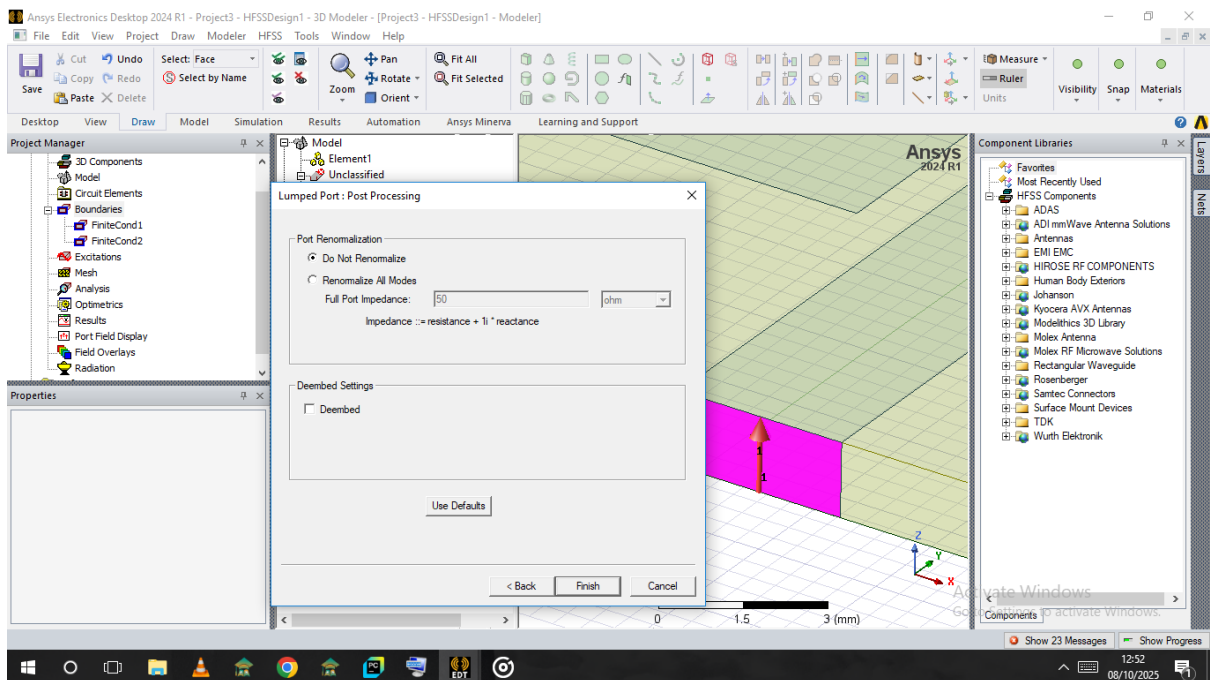 Ansys Electronics Desktop 2024 R1 - Project3 - HFSSDesign1 - 3D Modeler - [Project3 - HFSSDesign1 - Modeler]
File Edit View Project Draw Modeler HFSS Tools Window Help
Save
Cut Undo
Copy Redo
Paste Delete
Select: Face
Select by Name
Zoom
Pan
Rotate
Orient
Fit All
Fit Selected
Measure
Ruler
Units
Visibility
Snap
Materials
Desktop View Draw Model Simulation Results Automation Ansys Minerva Learning and Support
Project Manager
3D Components
Model
Circuit Elements
Boundaries
FiniteCond1
FiniteCond2
Excitations
Mesh
Analysis
Optimetrics
Results
Port Field Display
Field Overlays
Radiation
Properties
Model
Element1
Unclassified
Lumped Port : Post Processing
Port Renormalization
Do Not Renormalize
Renormalize All Modes
Full Port Impedance: 50 ohm
Impedance ::= resistance + 1i * reactance
Deembed Settings
Deembed
Use Defaults
< Back Finish Cancel
Ansys
2024 R1
1
1
Z
Y
X
0 1.5 3 (mm)
Component Libraries
Favorites
Most Recently Used
HFSS Components
ADAS
ADI mmWave Antenna Solutions
Antennas
EMI EMC
HIROSE RF COMPONENTS
Human Body Exteriors
Johanson
Kyocera AVX Antennas
Modelithics 3D Library
Molex Antenna
Molex RF Microwave Solutions
Rectangular Waveguide
Rosenberger
Samtec Connectors
Surface Mount Devices
TDK
Wurth Elektronik
Components
Layers
Nets
Activate Windows
Go to Settings to activate Windows.
Show 23 Messages Show Progress
PC
EDT
12:52
08/10/2025
1